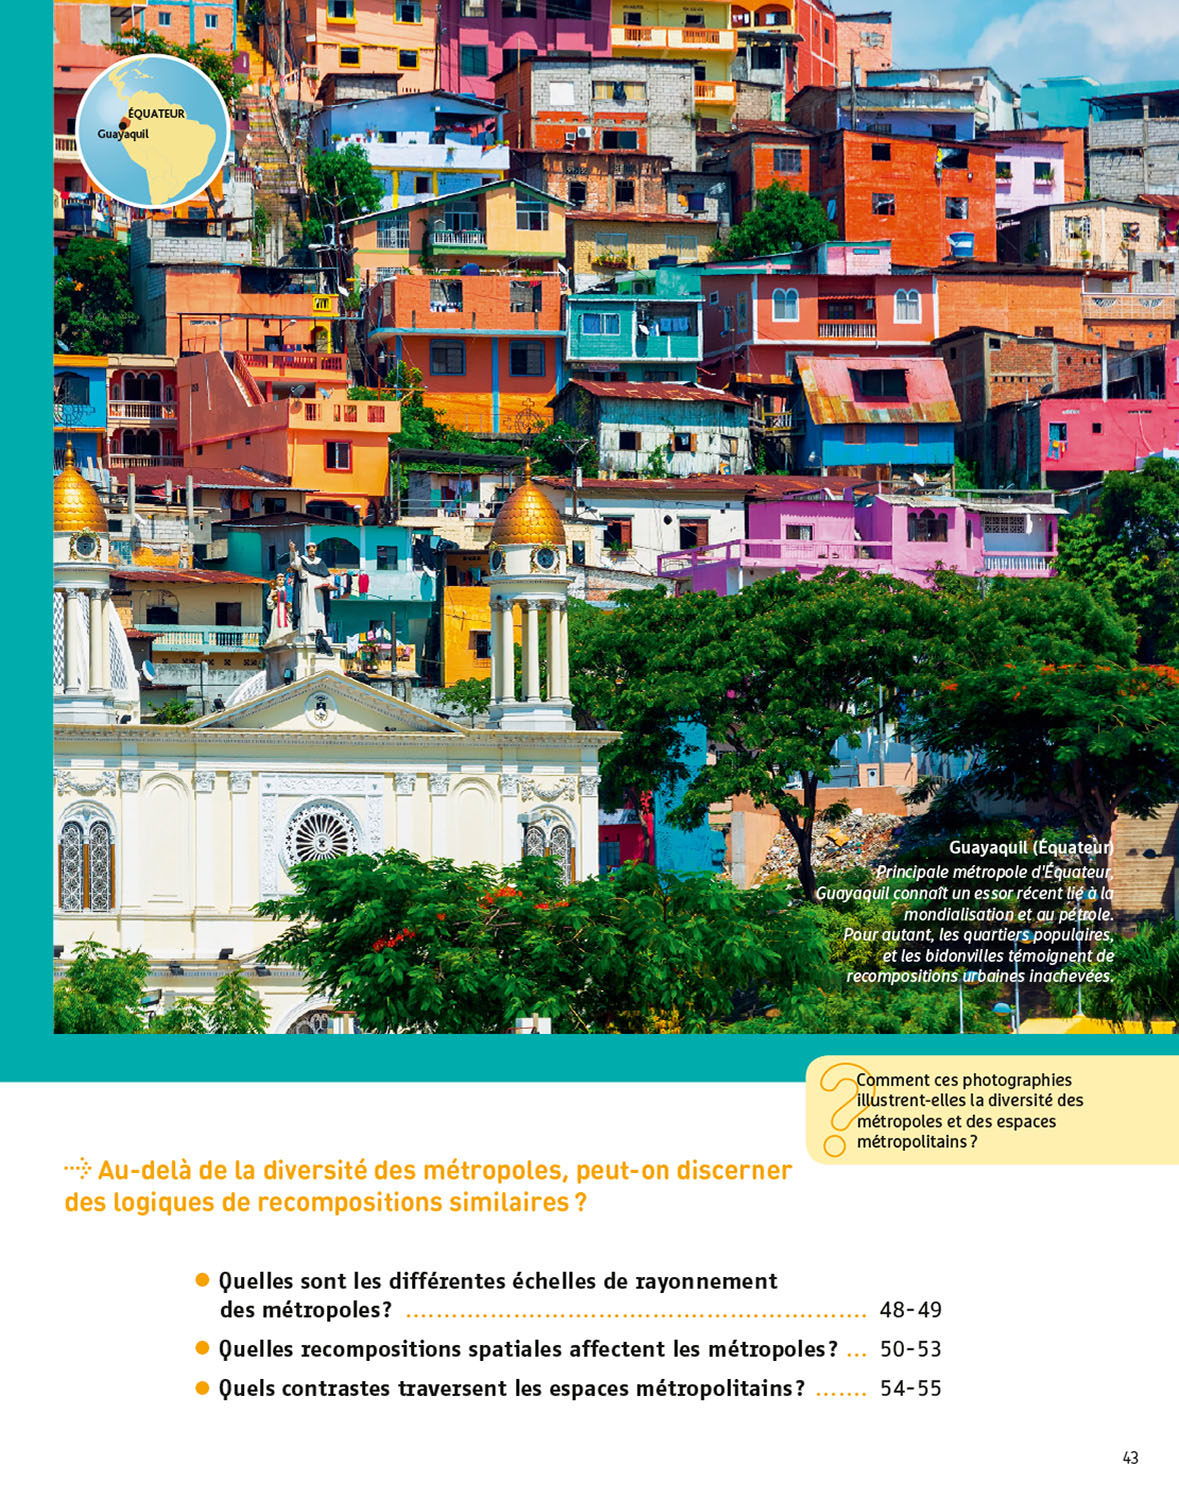 ÉQUATEUR
Guayaquil
Guayaquil (Équateur)
Principale métropole d'Équateur,
Guayaquil connaît un essor récent lié à la
mondialisation et au pétrole.
Pour autant, les quartiers populaires,
et les bidonvilles témoignent de
recompositions urbaines inachevées.
?
Comment ces photographies
illustrent-elles la diversité des
métropoles et des espaces
métropolitains ?
Au-delà de la diversité des métropoles, peut-on discerner
des logiques de recompositions similaires ?
● Quelles sont les différentes échelles de rayonnement
des métropoles ? ............................................................. 48-49
● Quelles recompositions spatiales affectent les métropoles ? ... 50-53
● Quels contrastes traversent les espaces métropolitains ? ....... 54-55
43